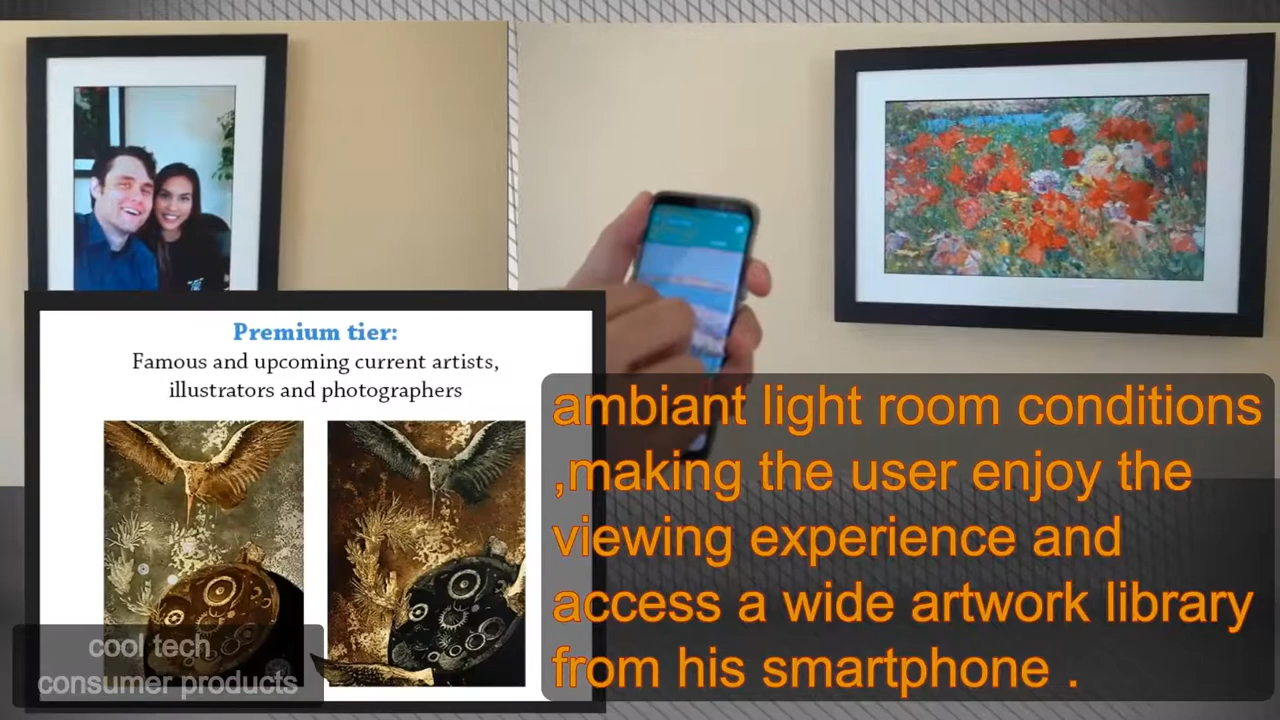 Premium tier:
Famous and upcoming current artists,
illustrators and photographers
ambiant light room conditions
,making the user enjoy the
viewing experience and
access a wide artwork library
from his smartphone .
cool tech
consumer products